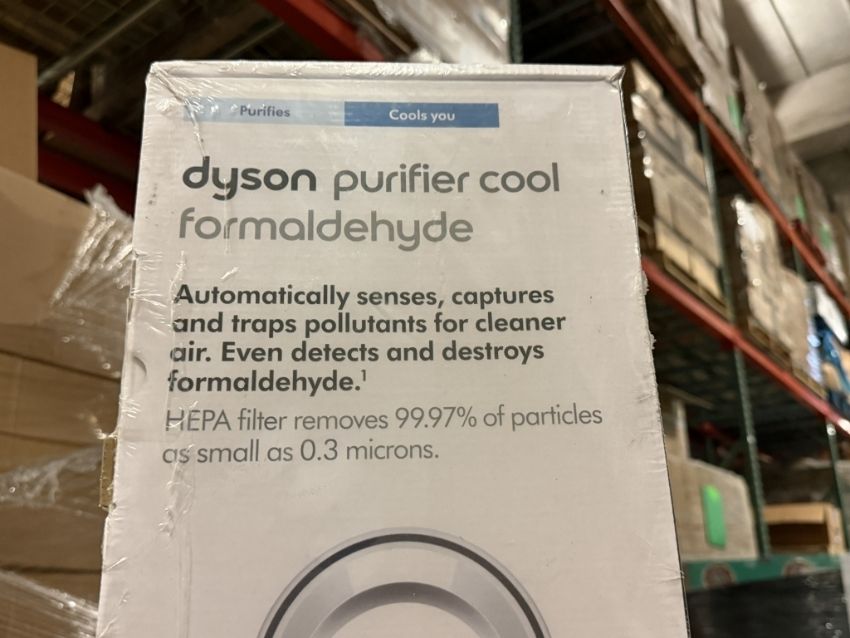 Purifies
Cools you
dyson purifier cool
formaldehyde
Automatically senses, captures
and traps pollutants for cleaner
air. Even detects and destroys
formaldehyde.¹
HEPA filter removes 99.97% of particles
as small as 0.3 microns.